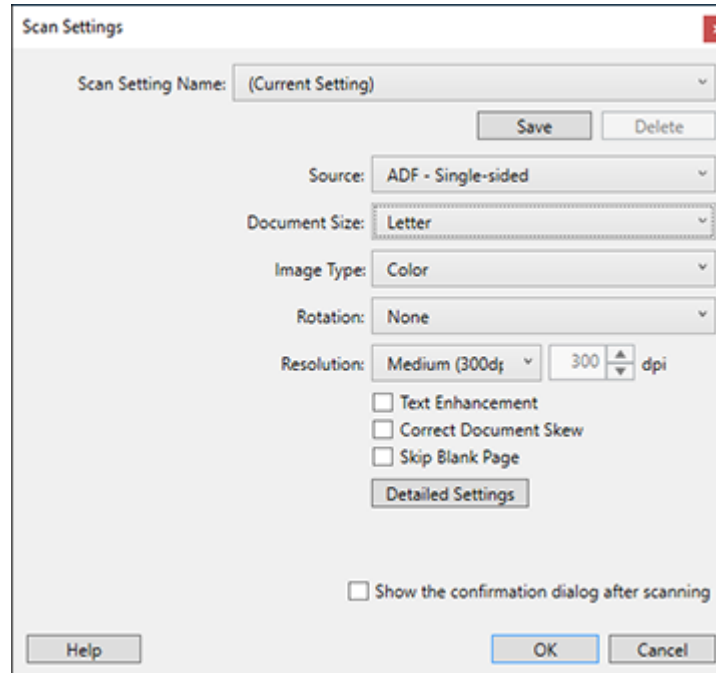 Scan Settings
Scan Setting Name: (Current Setting)
Save Delete
Source: ADF - Single-sided
Document Size: Letter
Image Type: Color
Rotation: None
Resolution: Medium (300dp 300 dpi
Text Enhancement
Correct Document Skew
Skip Blank Page
Detailed Settings
Show the confirmation dialog after scanning
Help OK Cancel